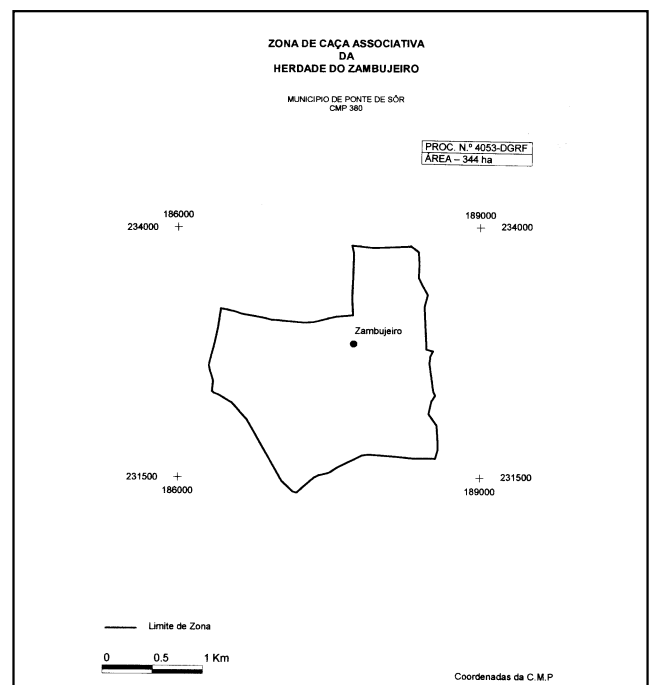 ZONA DE CAÇA ASSOCIATIVA
DA
HERDADE DO ZAMBUJEIRO
MUNICIPIO DE PONTE DE SÔR
CMP 380
PROC. N.º 4053-DGRF
ÁREA – 344 ha
186000
234000
189000
234000
Zambujeiro
231500
186000
231500
189000
Limite de Zona
0 0.5 1 Km
Coordenadas da C.M.P